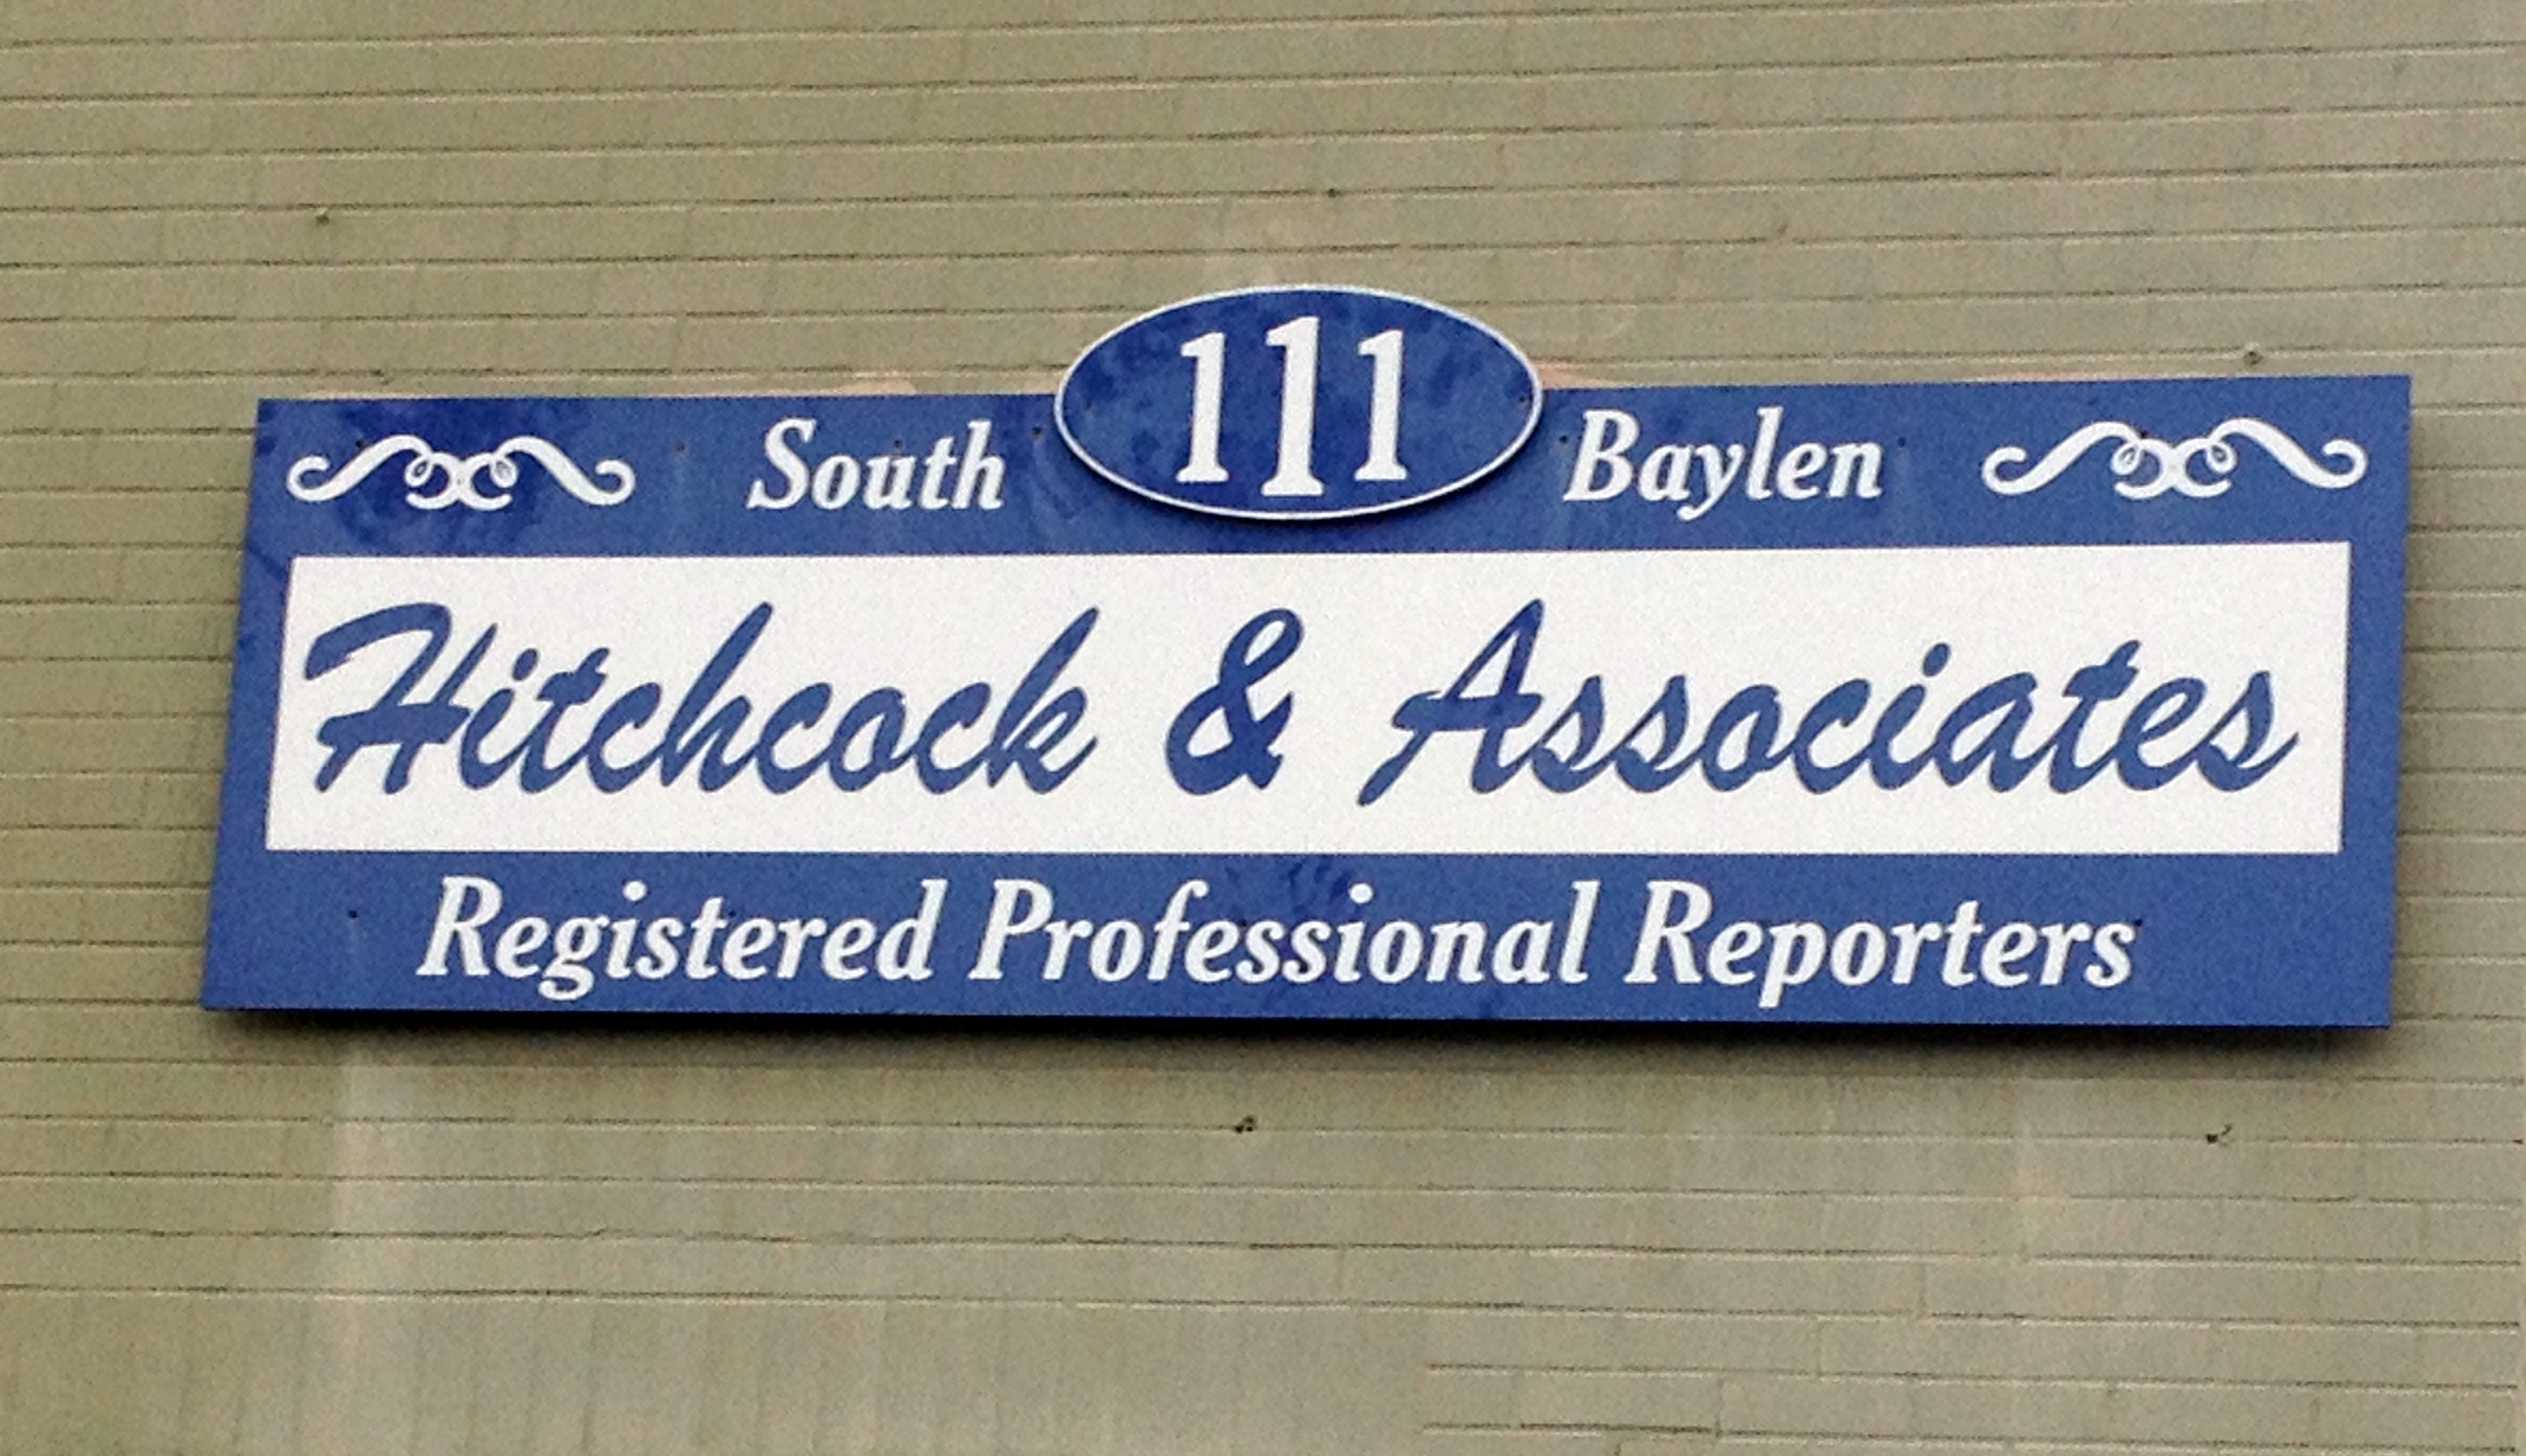 South 111 Baylen
Hitchcock & Associates
Registered Professional Reporters